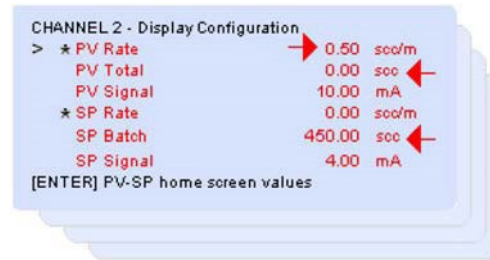 CHANNEL 2 - Display Configuration
> * PV Rate 0.50 scc/m
PV Total 0.00 scc
PV Signal 10.00 mA
* SP Rate 0.00 scc/m
SP Batch 450.00 scc
SP Signal 4.00 mA
[ENTER] PV-SP home screen values